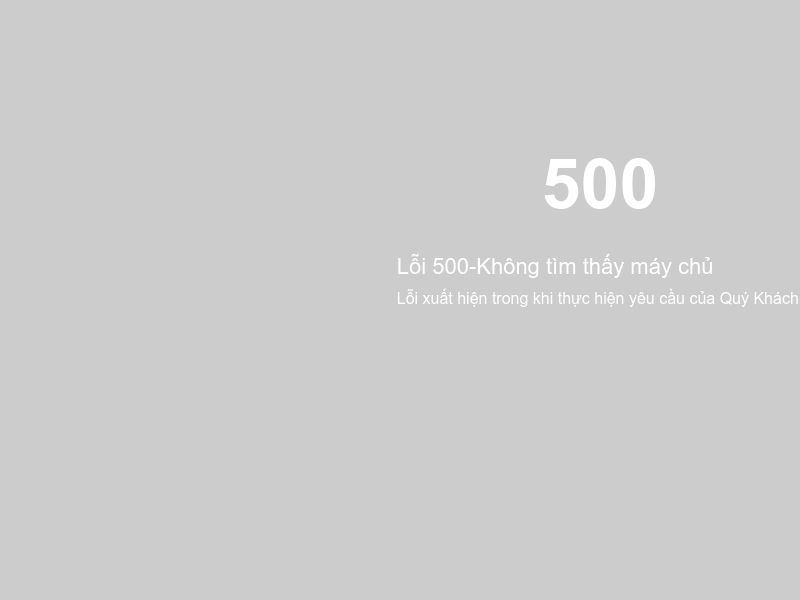 500
Lỗi 500-Không tìm thấy máy chủ
Lỗi xuất hiện trong khi thực hiện yêu cầu của Quý Khách